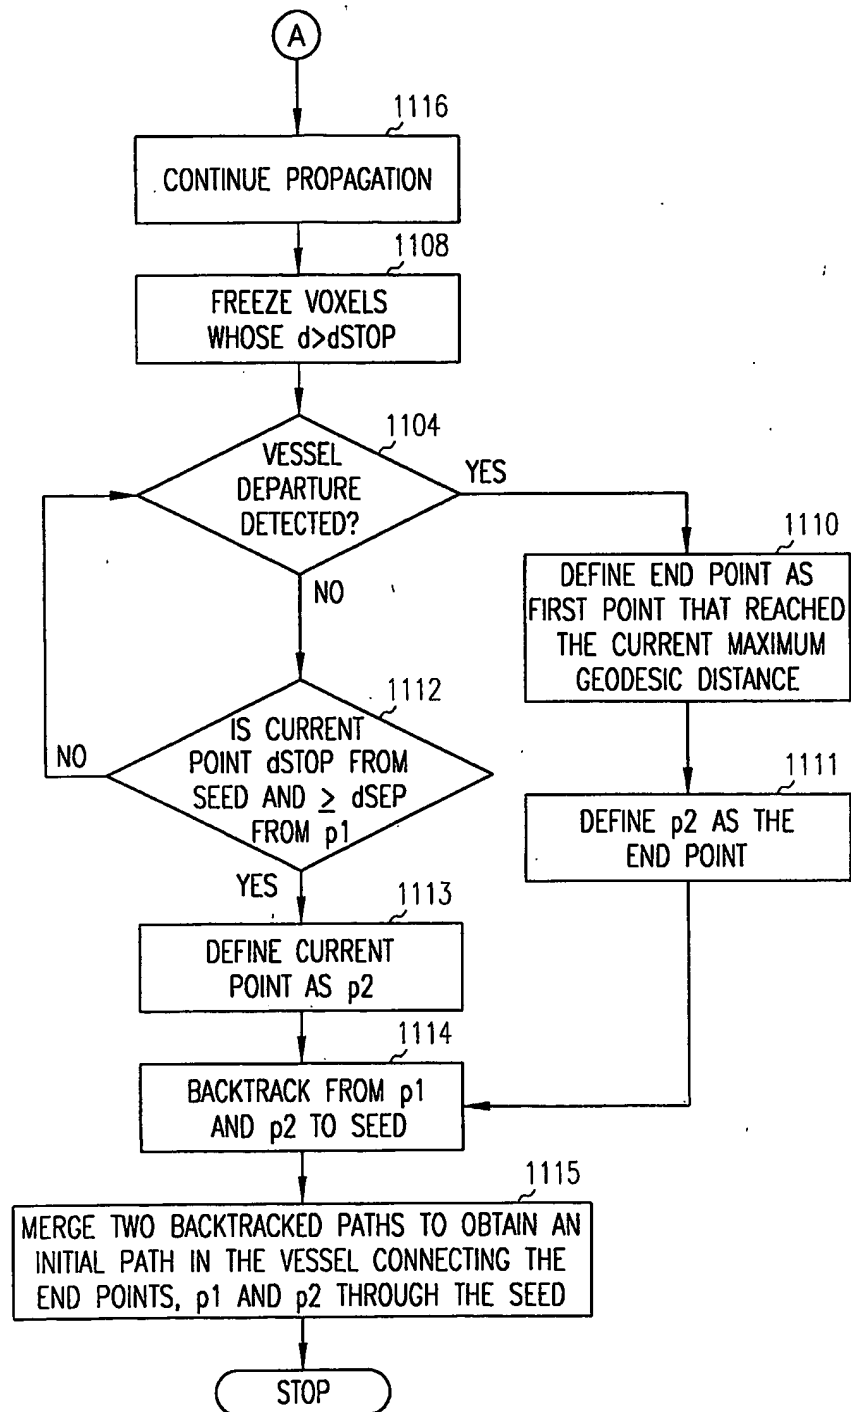 A
1116
CONTINUE PROPAGATION
1108
FREEZE VOXELS
WHOSE d>dSTOP
1104
VESSEL
DEPARTURE
DETECTED?
YES
NO
1110
DEFINE END POINT AS
FIRST POINT THAT REACHED
THE CURRENT MAXIMUM
GEODESIC DISTANCE
1112
IS CURRENT
POINT dSTOP FROM
SEED AND ≥ dSEP
FROM p1
NO
YES
1111
DEFINE p2 AS THE
END POINT
1113
DEFINE CURRENT
POINT AS p2
1114
BACKTRACK FROM p1
AND p2 TO SEED
1115
MERGE TWO BACKTRACKED PATHS TO OBTAIN AN
INITIAL PATH IN THE VESSEL CONNECTING THE
END POINTS, p1 AND p2 THROUGH THE SEED
STOP